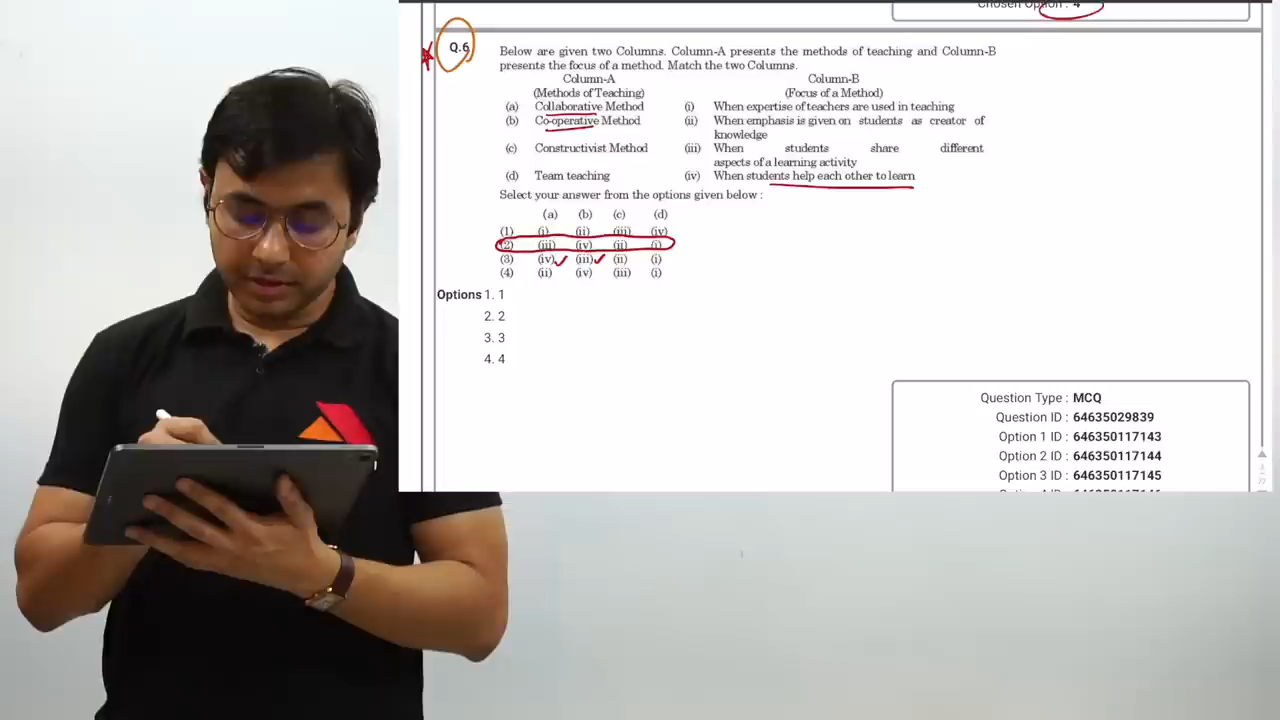 Chosen Option : 4
Q.6
Below are given two Columns. Column-A presents the methods of teaching and Column-B
presents the focus of a method. Match the two Columns.
Column-A Column-B
(Methods of Teaching) (Focus of a Method)
(a) Collaborative Method (i) When expertise of teachers are used in teaching
(b) Co-operative Method (ii) When emphasis is given on students as creator of
knowledge
(c) Constructivist Method (iii) When students share different
aspects of a learning activity
(d) Team teaching (iv) When students help each other to learn
Select your answer from the options given below :
(a) (b) (c) (d)
(1) (i) (ii) (iii) (iv)
(2) (iii) (iv) (ii) (i)
(3) (iv) (iii) (ii) (i)
(4) (ii) (iv) (iii) (i)
Options 1. 1
2. 2
3. 3
4. 4
Question Type : MCQ
Question ID : 64635029839
Option 1 ID : 646350117143
Option 2 ID : 646350117144
Option 3 ID : 646350117145